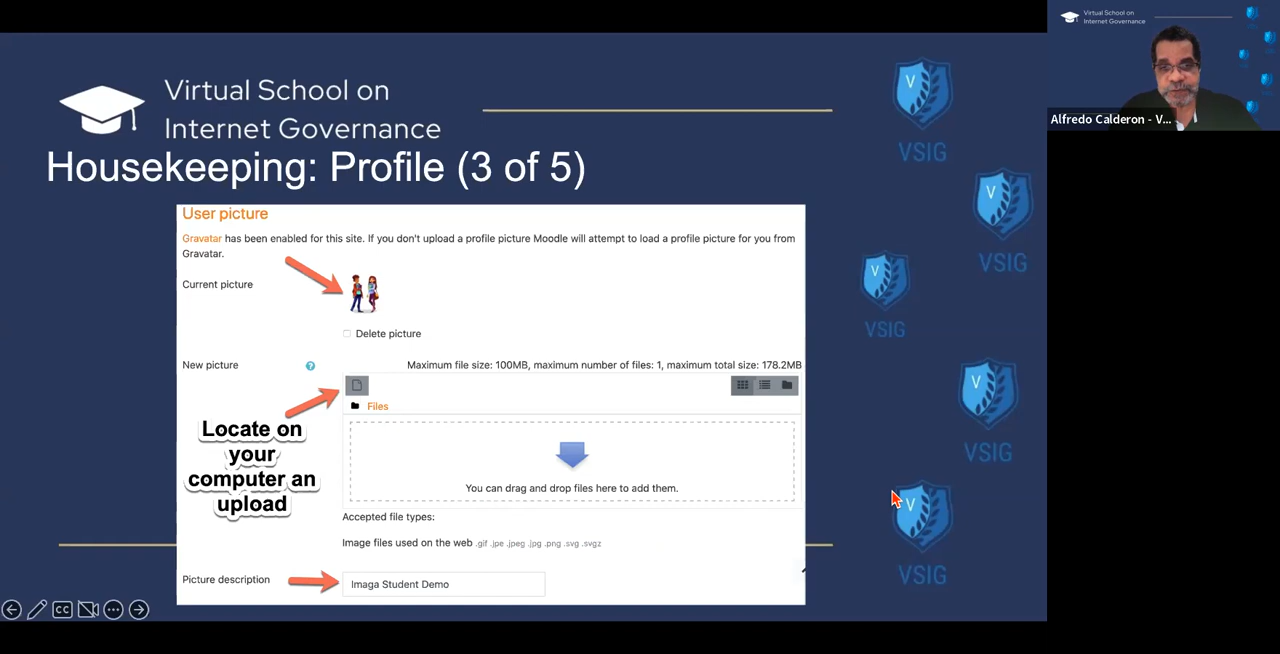 Virtual School on
Internet Governance
Housekeeping: Profile (3 of 5)
User picture
Gravatar has been enabled for this site. If you don't upload a profile picture Moodle will attempt to load a profile picture for you from
Gravatar.
Current picture
Delete picture
New picture
Maximum file size: 100MB, maximum number of files: 1, maximum total size: 178.2MB
Files
Locate on
your
computer an
upload
You can drag and drop files here to add them.
Accepted file types:
Image files used on the web .gif .jpe .jpeg .jpg .png .svg .svgz
Picture description
Imaga Student Demo
V
VSIG
V
VSIG
V
VSIG
V
VSIG
V
VSIG
CC
Virtual School on
Internet Governance
Alfredo Calderon - V...